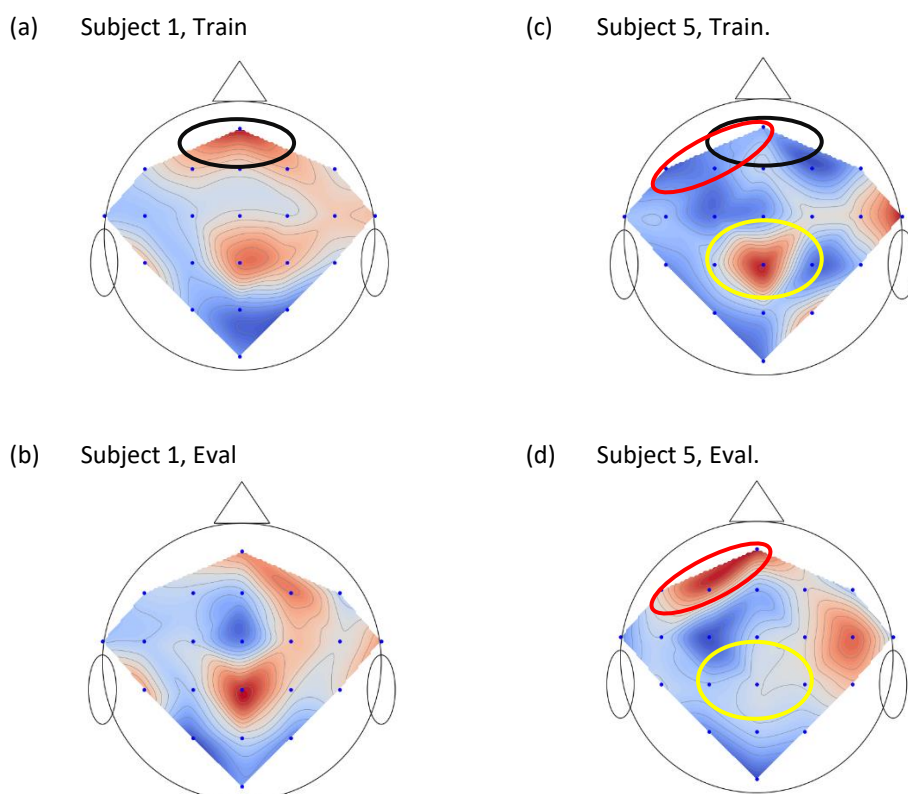 (a) Subject 1, Train
(c) Subject 5, Train.
(b) Subject 1, Eval
(d) Subject 5, Eval.